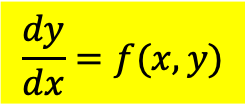 dy/dx = f(x, y)